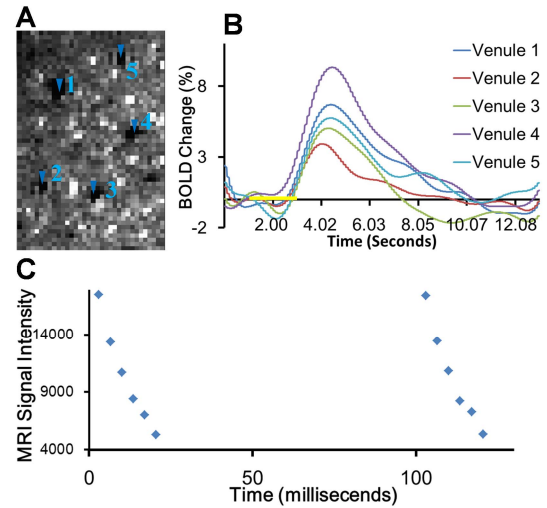 A
1
5
4
2
3
B
BOLD Change (%)
8
3
-2
2.00 4.02 6.03 8.05 10.07 12.08
Time (Seconds)
Venule 1
Venule 2
Venule 3
Venule 4
Venule 5
C
MRI Signal Intensity
14000
9000
4000
0 50 100
Time (millisecends)